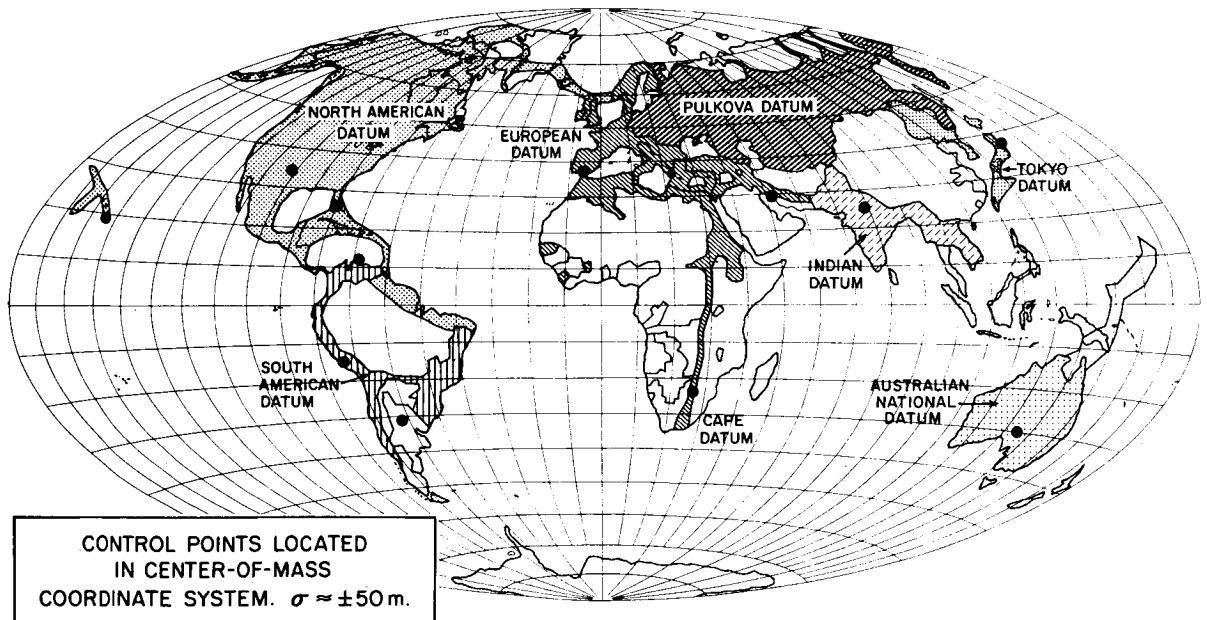 NORTH AMERICAN
DATUM
EUROPEAN
DATUM
PULKOVA DATUM
TOKYO
DATUM
INDIAN
DATUM
SOUTH
AMERICAN
DATUM
CAPE
DATUM
AUSTRALIAN
NATIONAL
DATUM
CONTROL POINTS LOCATED
IN CENTER-OF-MASS
COORDINATE SYSTEM. σ ≈ ±50 m.